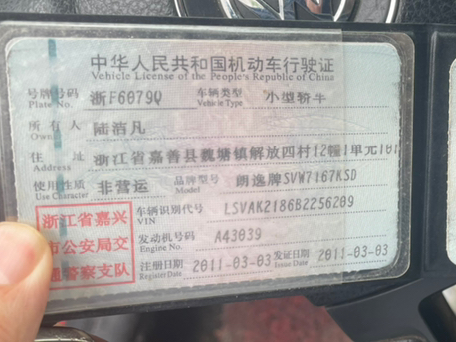 中华人民共和国机动车行驶证
Vehicle License of the People's Republic of China
号牌号码 浙F6079Q 车辆类型 小型轿车
Plate No. Vehicle Type
所有人 陆洁凡
Owner
住址 浙江省嘉善县魏塘镇解放四村12幢1单元101
Address
使用性质 非营运 品牌型号 朗逸牌SVW7167KSD
Use Character Model
浙江省嘉兴
市公安局交
通警察支队
车辆识别代号 LSVAK2186B2256209
VIN
发动机号码 A43039
Engine No.
注册日期 2011-03-03 发证日期 2011-03-03
Register Date Issue Date